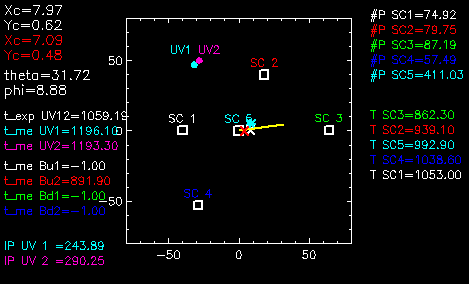 Xc=7.97
Yc=0.62
Xc=7.09
Yc=0.48
theta=31.72
phi=8.88
t_exp UV12=1059.19
t_me UV1=1196.10
t_me UV2=1193.30
t_me Bu1=-1.00
t_me Bu2=891.90
t_me Bd1=-1.00
t_me Bd2=-1.00
IP UV 1 =243.89
IP UV 2 =290.25
50
0
-50
-50
0
50
UV1
UV2
SC 2
SC 1
SC 5
SC 3
SC 4
#P SC1=74.92
#P SC2=79.75
#P SC3=87.19
#P SC4=57.49
#P SC5=411.03
T SC3=862.30
T SC2=939.10
T SC5=992.90
T SC4=1038.60
T SC1=1053.00